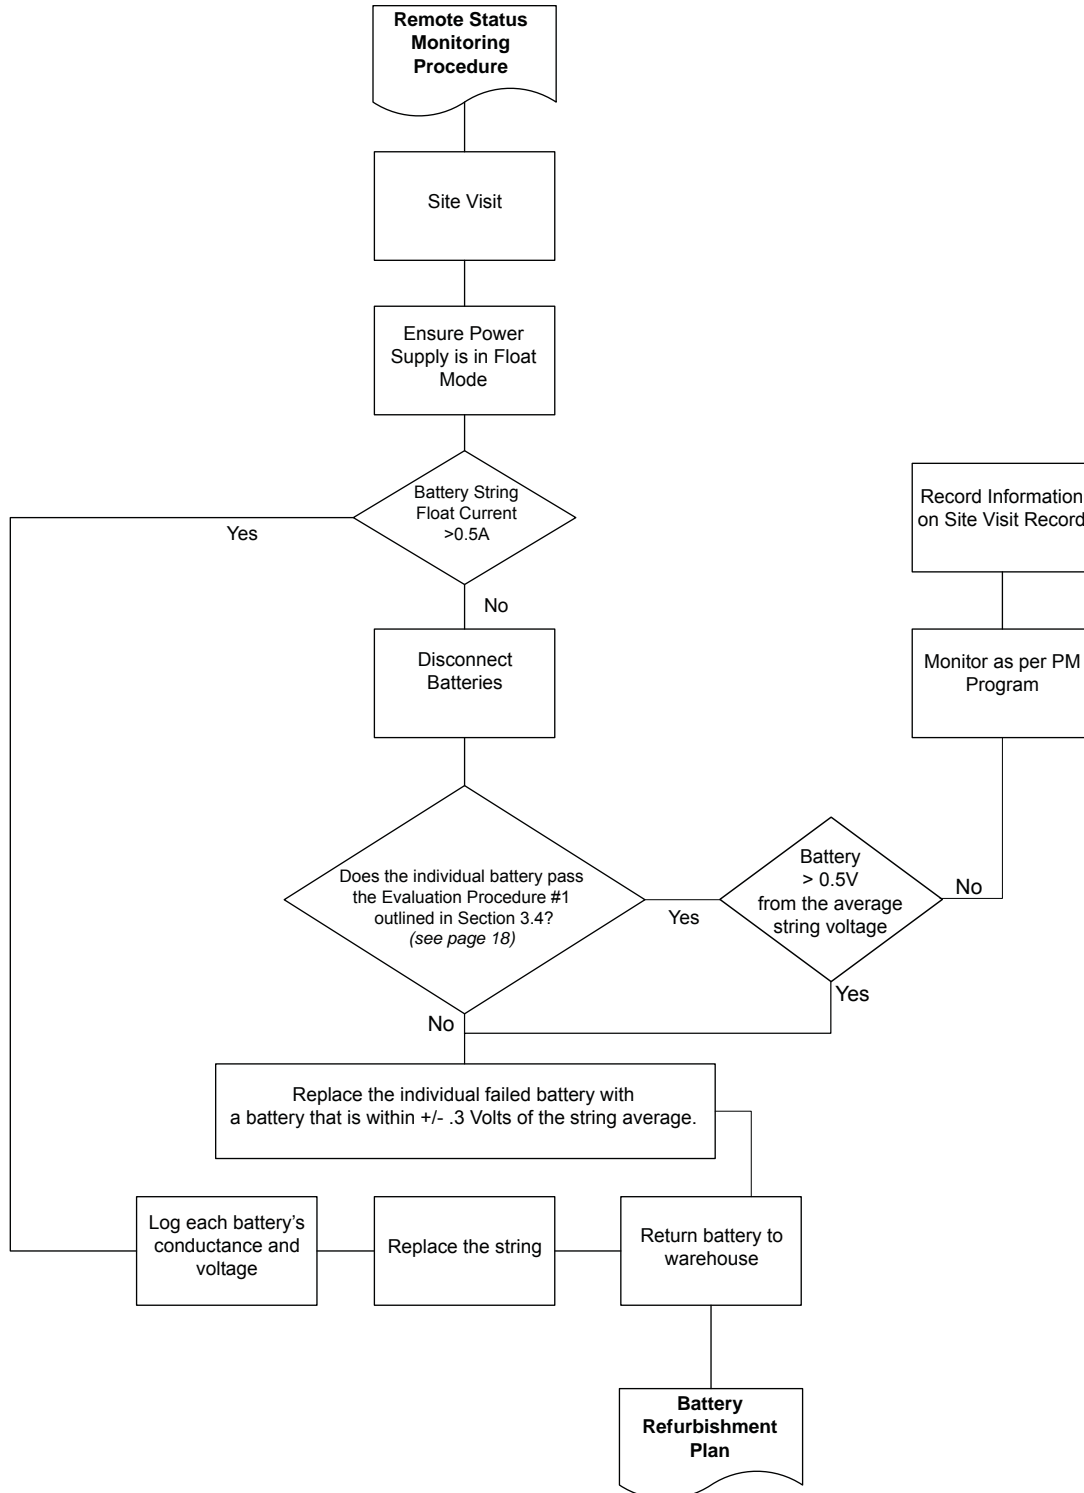 Remote Status
Monitoring
Procedure
Site Visit
Ensure Power
Supply is in Float
Mode
Battery String
Float Current
>0.5A
Yes
No
Record Information
on Site Visit Record
Disconnect
Batteries
Monitor as per PM
Program
Does the individual battery pass
the Evaluation Procedure #1
outlined in Section 3.4?
(see page 18)
Yes
Battery
> 0.5V
from the average
string voltage
No
Yes
No
Replace the individual failed battery with
a battery that is within +/- .3 Volts of the string average.
Log each battery’s
conductance and
voltage
Replace the string
Return battery to
warehouse
Battery
Refurbishment
Plan